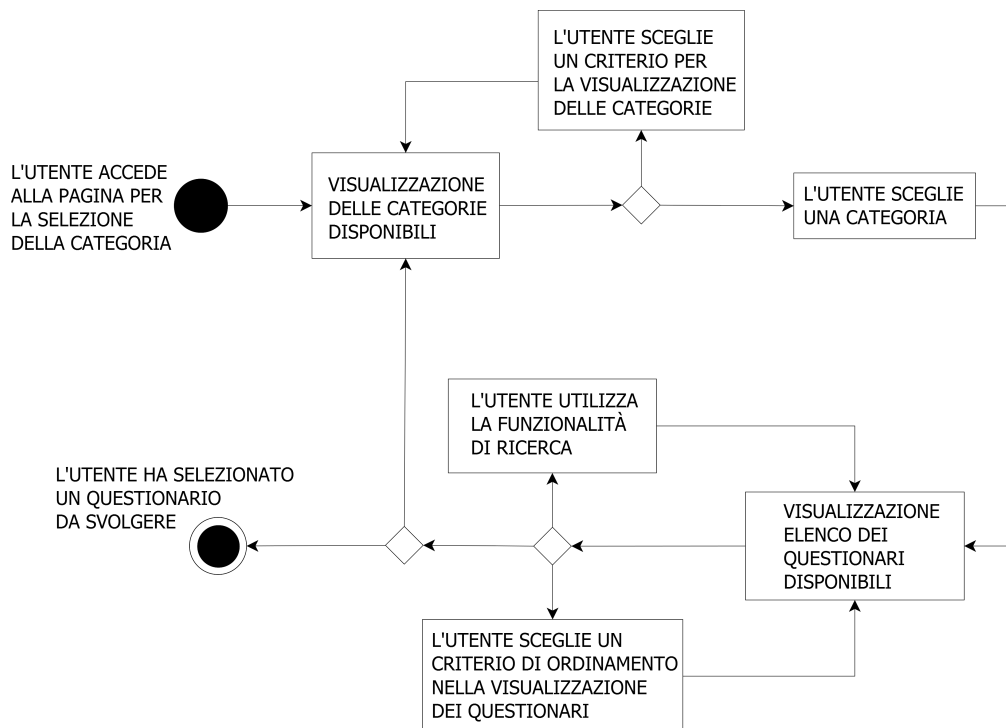 L'UTENTE SCEGLIE
UN CRITERIO PER
LA VISUALIZZAZIONE
DELLE CATEGORIE
L'UTENTE ACCEDE
ALLA PAGINA PER
LA SELEZIONE
DELLA CATEGORIA
VISUALIZZAZIONE
DELLE CATEGORIE
DISPONIBILI
L'UTENTE SCEGLIE
UNA CATEGORIA
L'UTENTE UTILIZZA
LA FUNZIONALITÀ
DI RICERCA
L'UTENTE HA SELEZIONATO
UN QUESTIONARIO
DA SVOLGERE
VISUALIZZAZIONE
ELENCO DEI
QUESTIONARI
DISPONIBILI
L'UTENTE SCEGLIE UN
CRITERIO DI ORDINAMENTO
NELLA VISUALIZZAZIONE
DEI QUESTIONARI